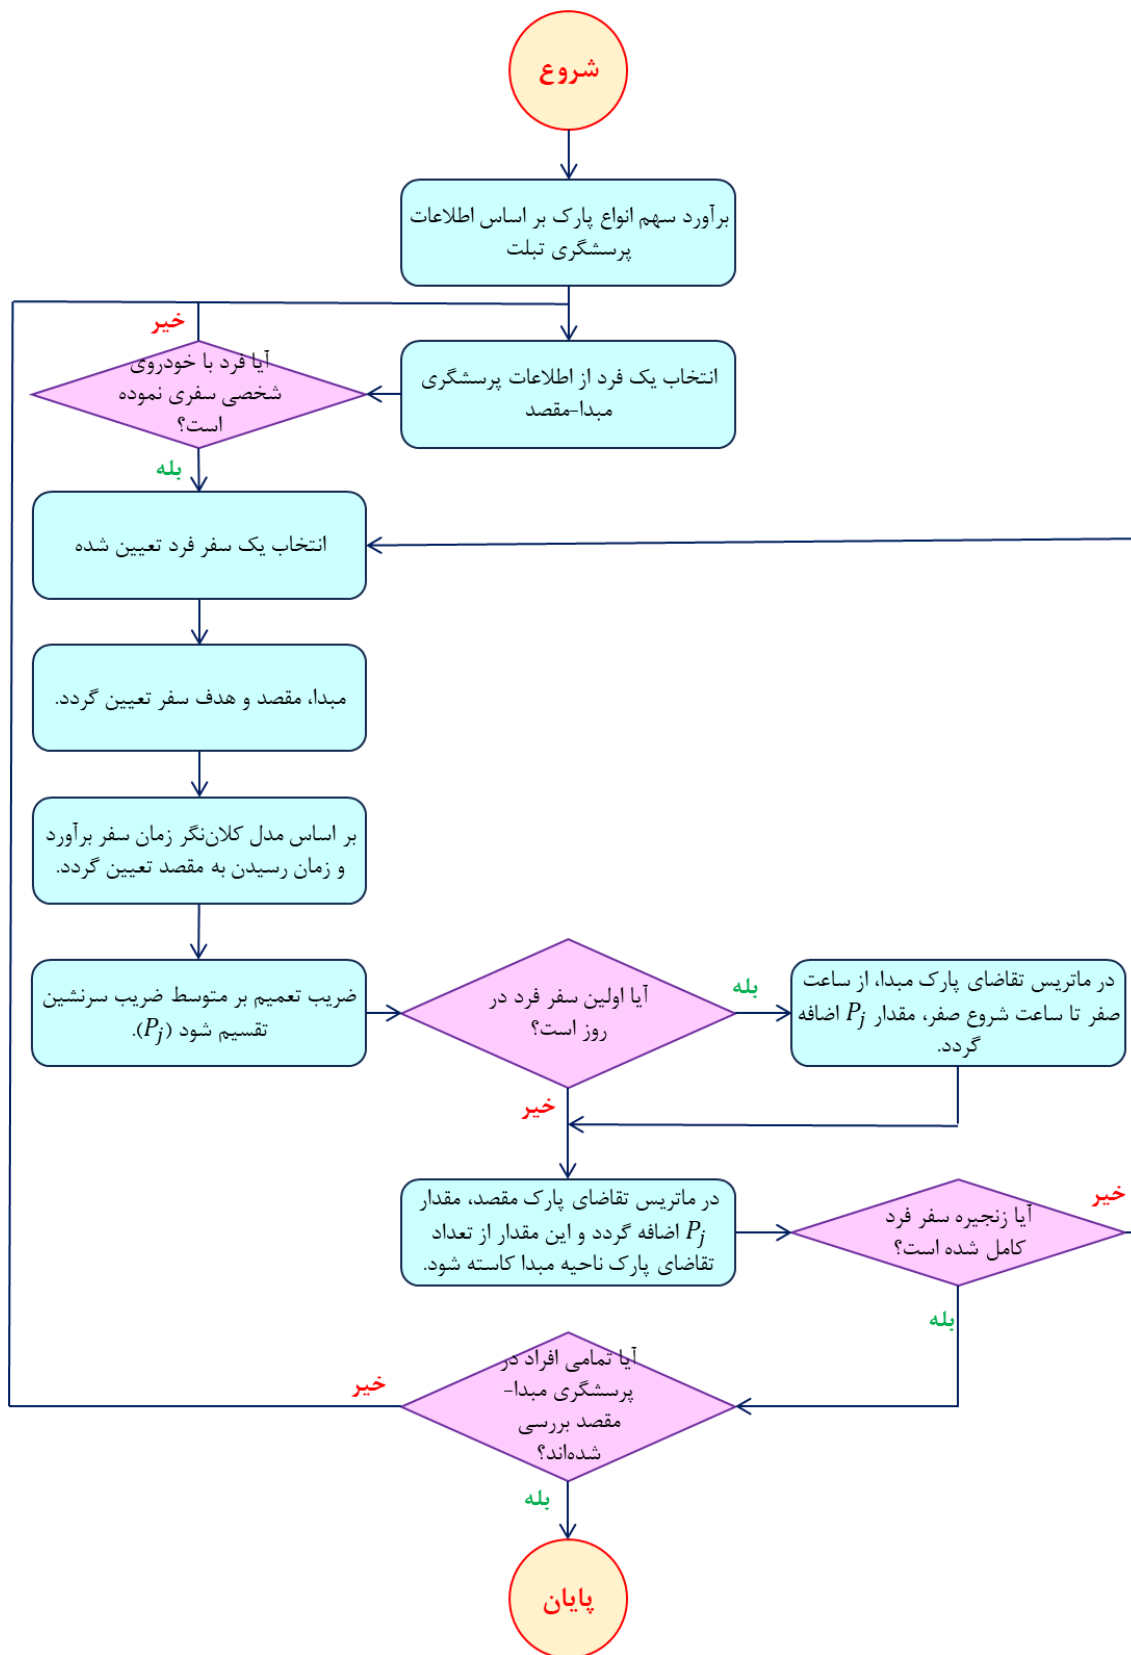 شروع
برآورد سهم انواع پارک بر اساس اطلاعات
پرسشگری تبلت
انتخاب یک فرد از اطلاعات پرسشگری
مبدا-مقصد
خیر
آیا فرد با خودروی
شخصی سفری نموده
است؟
بله
انتخاب یک سفر فرد تعیین شده
مبدا، مقصد و هدف سفر تعیین گردد.
بر اساس مدل کلان‌نگر زمان سفر برآورد
و زمان رسیدن به مقصد تعیین گردد.
ضریب تعمیم بر متوسط ضریب سرنشین
تقسیم شود (P_j).
آیا اولین سفر فرد در
روز است؟
بله
در ماتریس تقاضای پارک مبدا، از ساعت
صفر تا ساعت شروع صفر، مقدار P_j اضافه
گردد.
خیر
در ماتریس تقاضای پارک مقصد، مقدار
P_j اضافه گردد و این مقدار از تعداد
تقاضای پارک ناحیه مبدا کاسته شود.
آیا زنجیره سفر فرد
کامل شده است؟
خیر
بله
آیا تمامی افراد در
پرسشگری مبدا-
مقصد بررسی
شده‌اند؟
خیر
بله
پایان